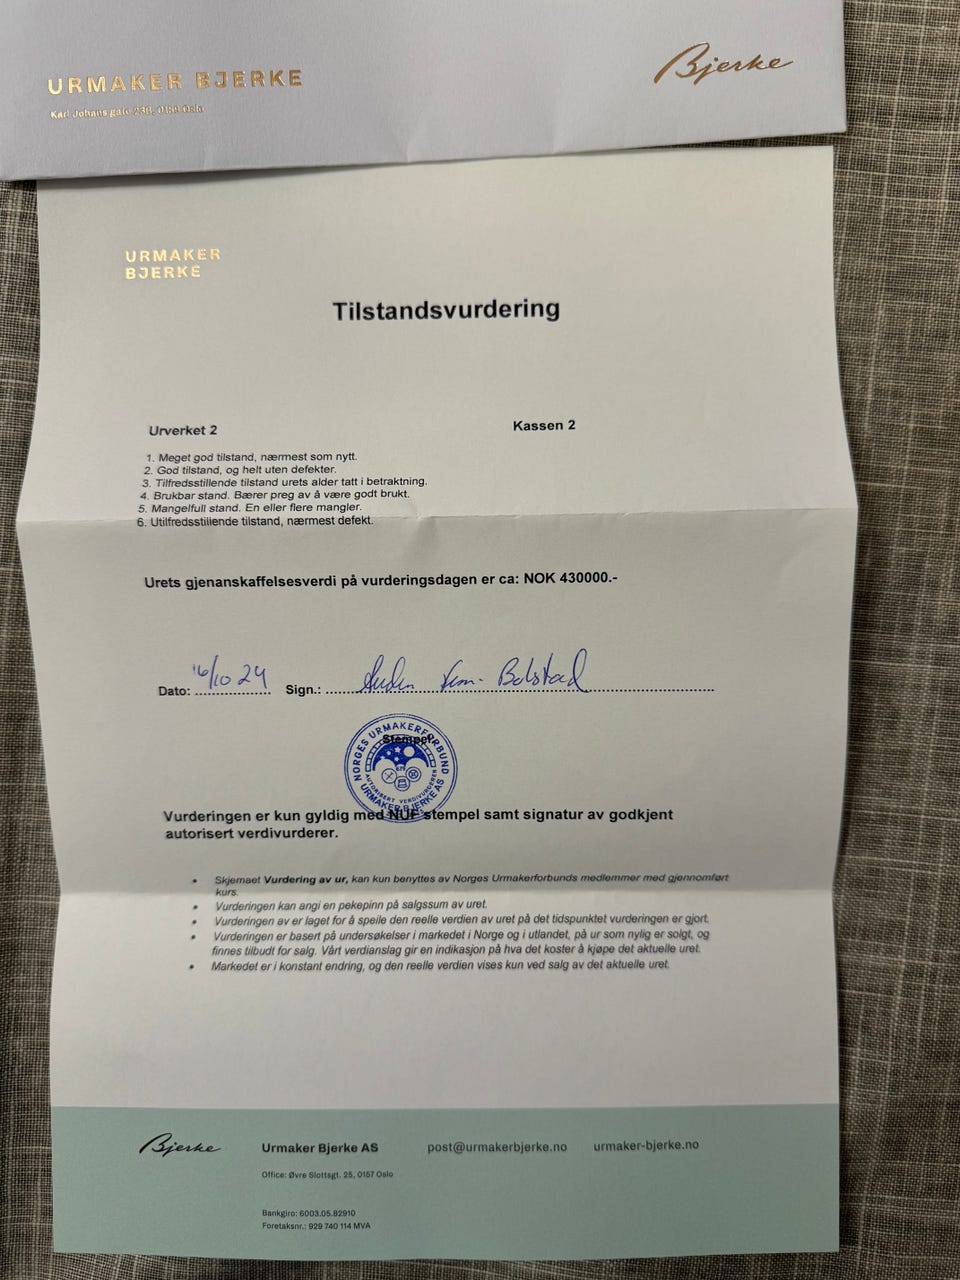 URMAKER BJERKE
Karl Johans gate 23B, 0159 Oslo
Bjerke
URMAKER
BJERKE
Tilstandsvurdering
Urverket 2
Kassen 2
1. Meget god tilstand, nærmest som nytt.
2. God tilstand, og helt uten defekter.
3. Tilfredsstillende tilstand urets alder tatt i betraktning.
4. Brukbar stand. Bærer preg av å være godt brukt.
5. Mangelfull stand. En eller flere mangler.
6. Utilfredsstillende tilstand, nærmest defekt.
Urets gjenanskaffelsesverdi på vurderingsdagen er ca: NOK 430000.-
Dato: 16/10 24 Sign.: Bolstad
NORGES URMAKERFORBUND
Stempel
AUTORISERT VERDIVURDERER
URMAKER BJERKE AS
Vurderingen er kun gyldig med NUF stempel samt signatur av godkjent
autorisert verdivurderer.
• Skjemaet Vurdering av ur, kan kun benyttes av Norges Urmakerforbunds medlemmer med gjennomført
kurs.
• Vurderingen kan angi en pekepinn på salgssum av uret.
• Vurderingen av er laget for å speile den reelle verdien av uret på det tidspunktet vurderingen er gjort.
• Vurderingen er basert på undersøkelser i markedet i Norge og i utlandet, på ur som nylig er solgt, og
finnes tilbudt for salg. Vårt verdianslag gir en indikasjon på hva det koster å kjøpe det aktuelle uret.
• Markedet er i konstant endring, og den reelle verdien vises kun ved salg av det aktuelle uret.
Bjerke
Urmaker Bjerke AS
post@urmakerbjerke.no
urmaker-bjerke.no
Office: Øvre Slottsgt. 25, 0157 Oslo
Bankgiro: 6003.05.82910
Foretaksnr.: 929 740 114 MVA